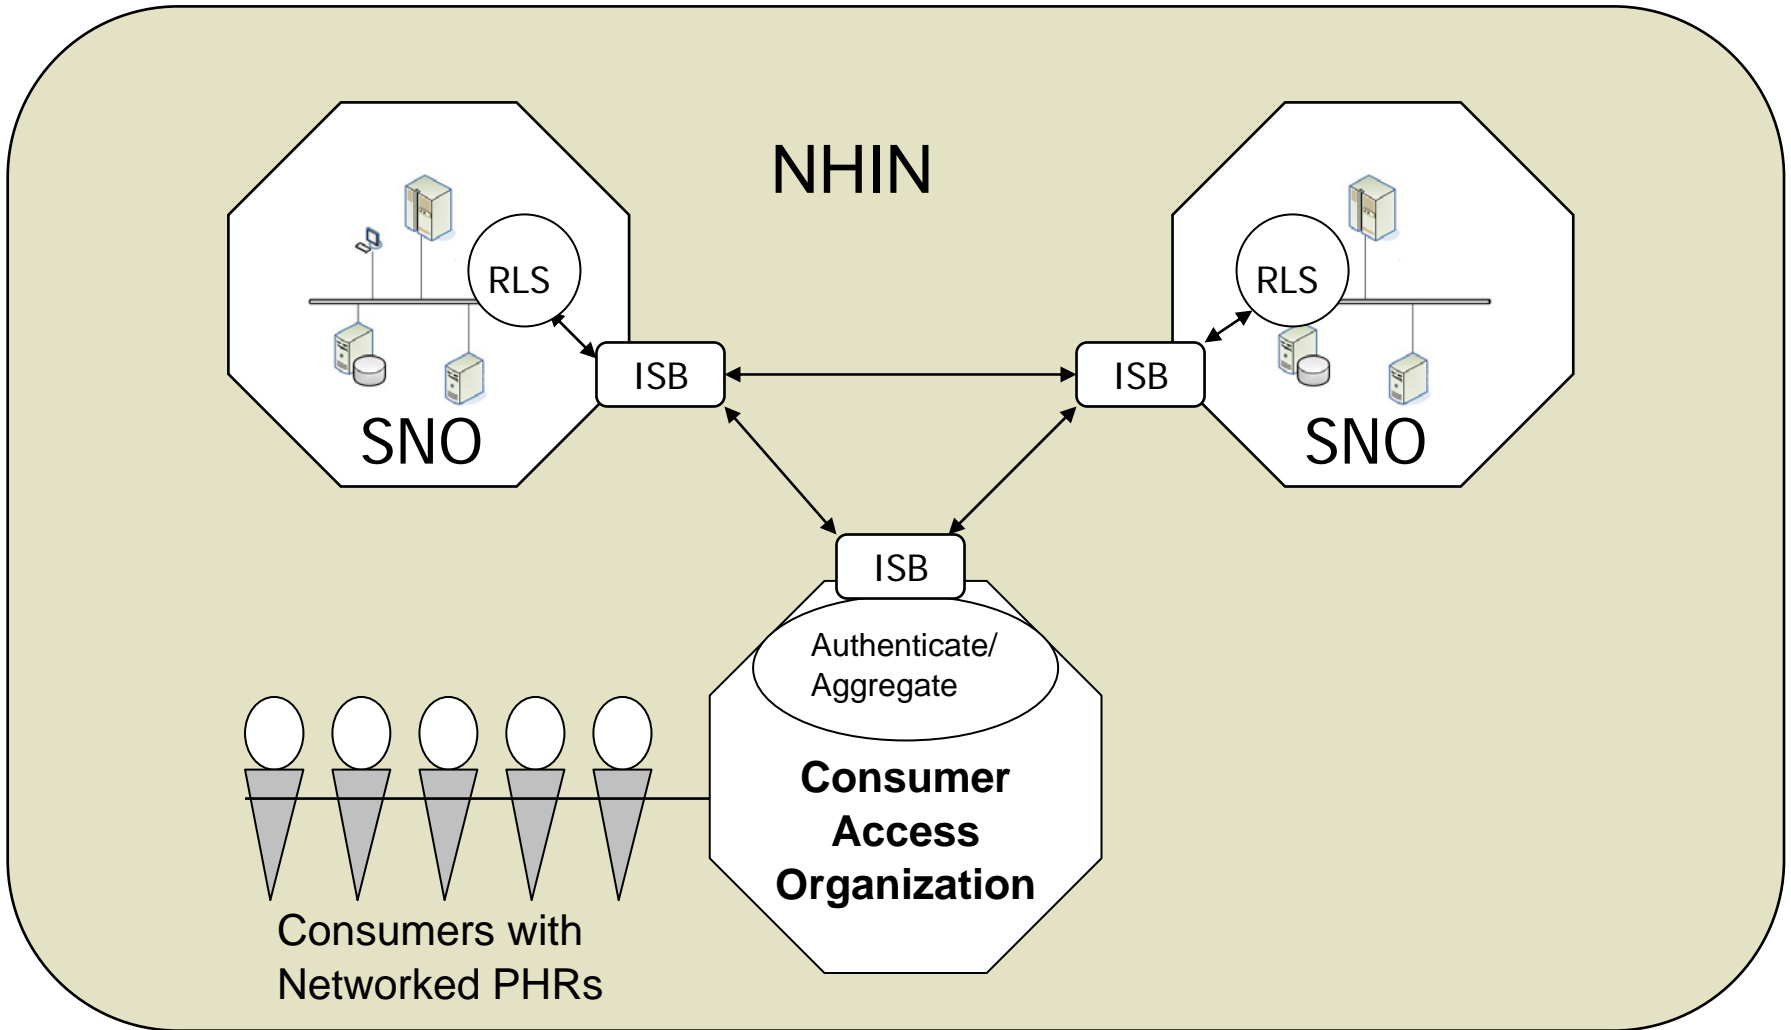 NHIN
RLS
RLS
ISB
ISB
SNO
SNO
ISB
Authenticate/
Aggregate
Consumer
Access
Organization
Consumers with
Networked PHRs